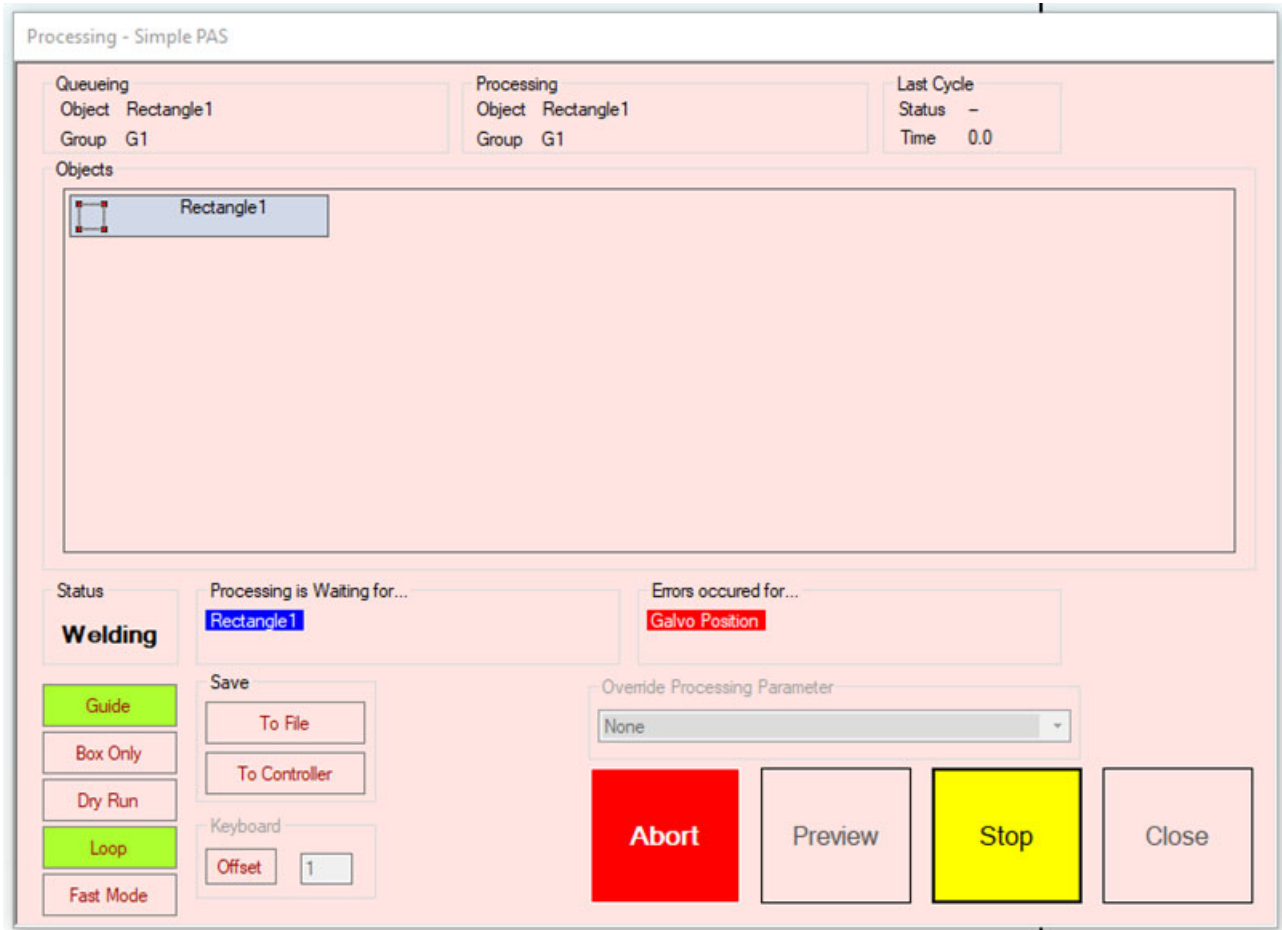 Processing - Simple PAS
Queueing
Object Rectangle1
Group G1
Processing
Object Rectangle1
Group G1
Last Cycle
Status –
Time 0.0
Objects
Rectangle1
Status
Welding
Processing is Waiting for...
Rectangle1
Errors occured for...
Galvo Position
Guide
Box Only
Dry Run
Loop
Fast Mode
Save
To File
To Controller
Keyboard
Offset 1
Override Processing Parameter
None
Abort
Preview
Stop
Close